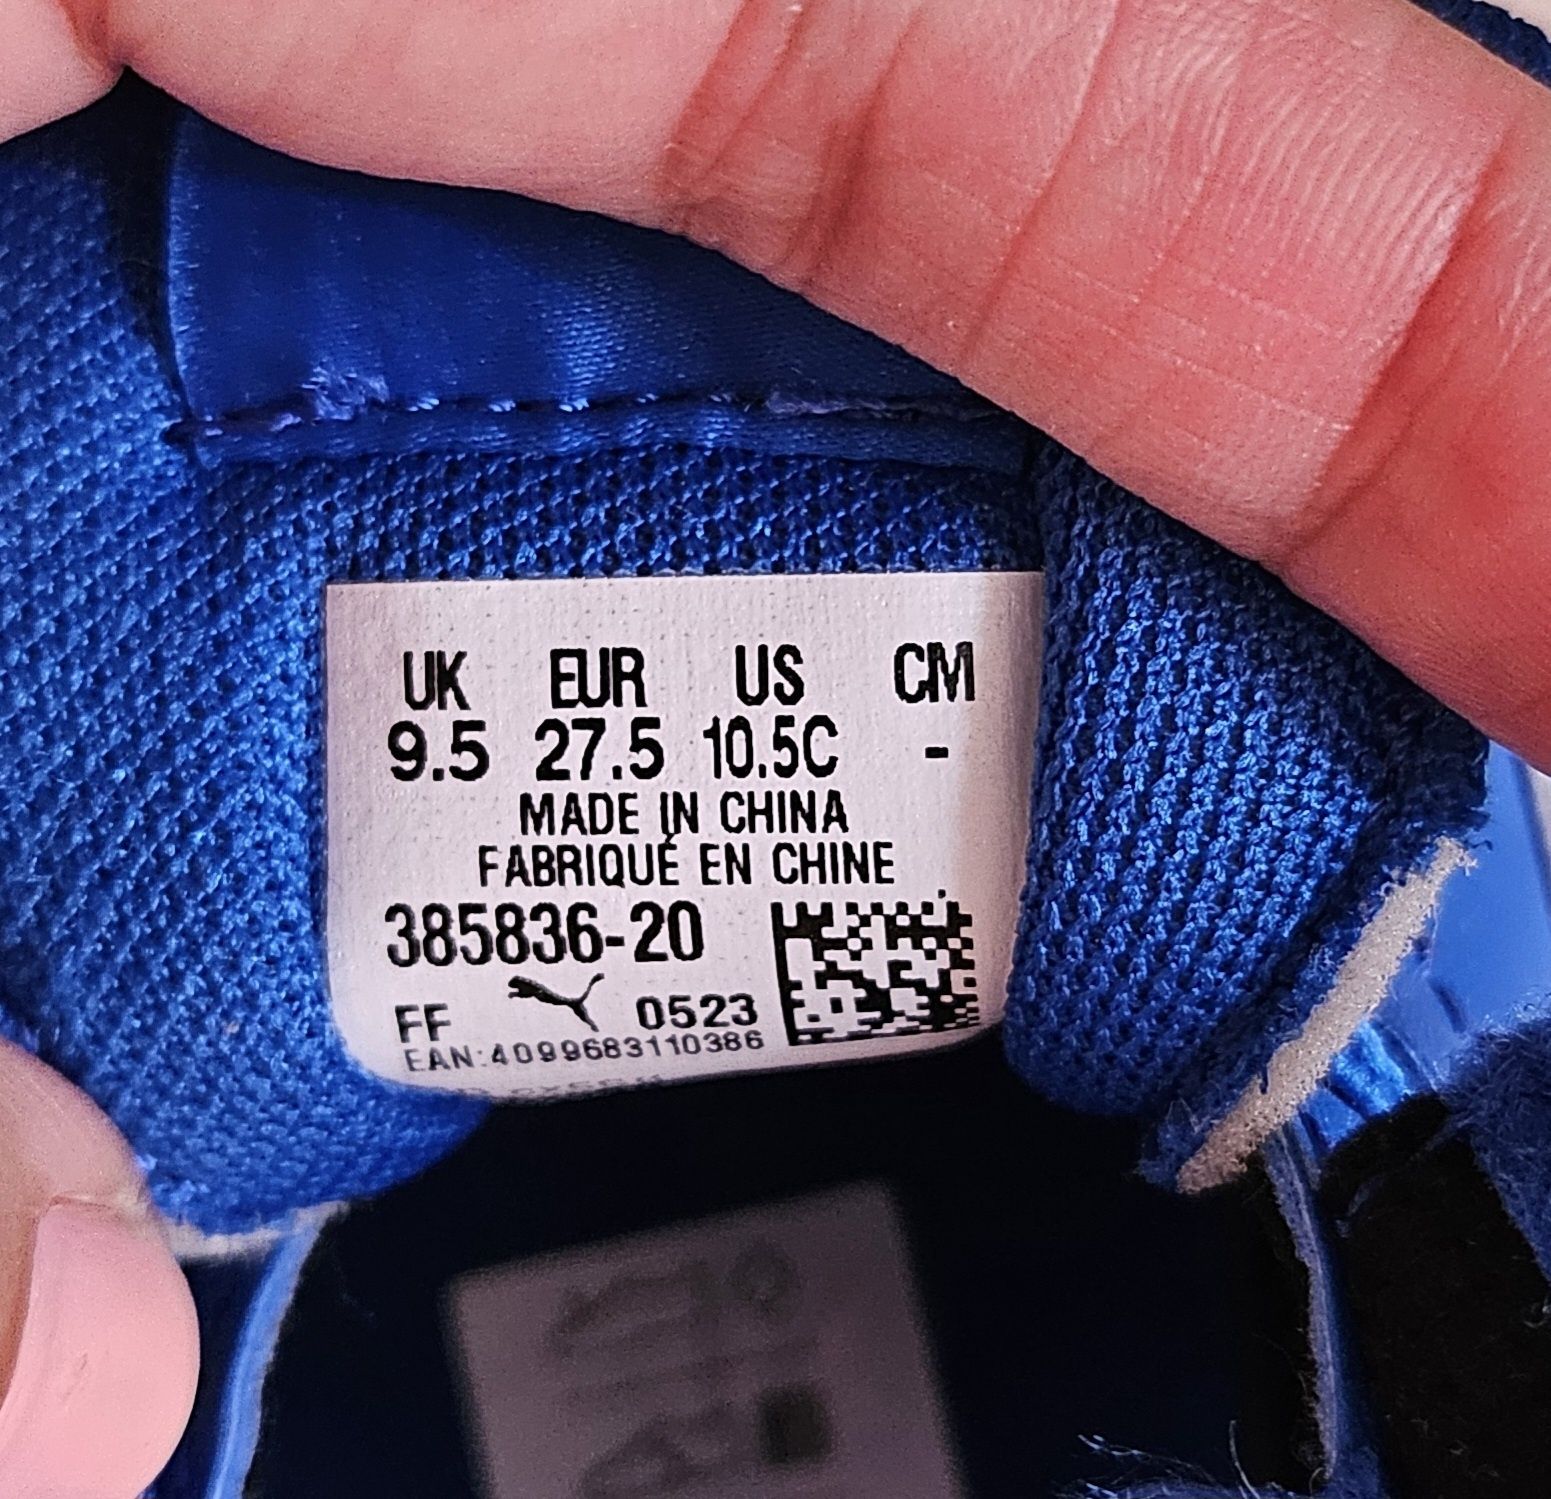 UK EUR US CM
9.5 27.5 10.5C -
MADE IN CHINA
FABRIQUÉ EN CHINE
385836-20
FF 0523
EAN:4099683110386